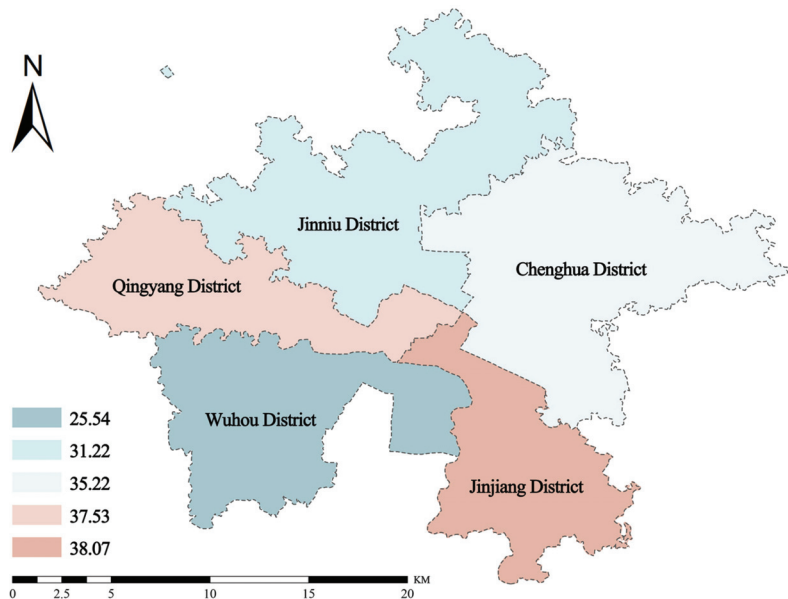 N
Jinniu District
Chenghua District
Qingyang District
Wuhou District
Jinjiang District
25.54
31.22
35.22
37.53
38.07
0 2.5 5 10 15 20 KM